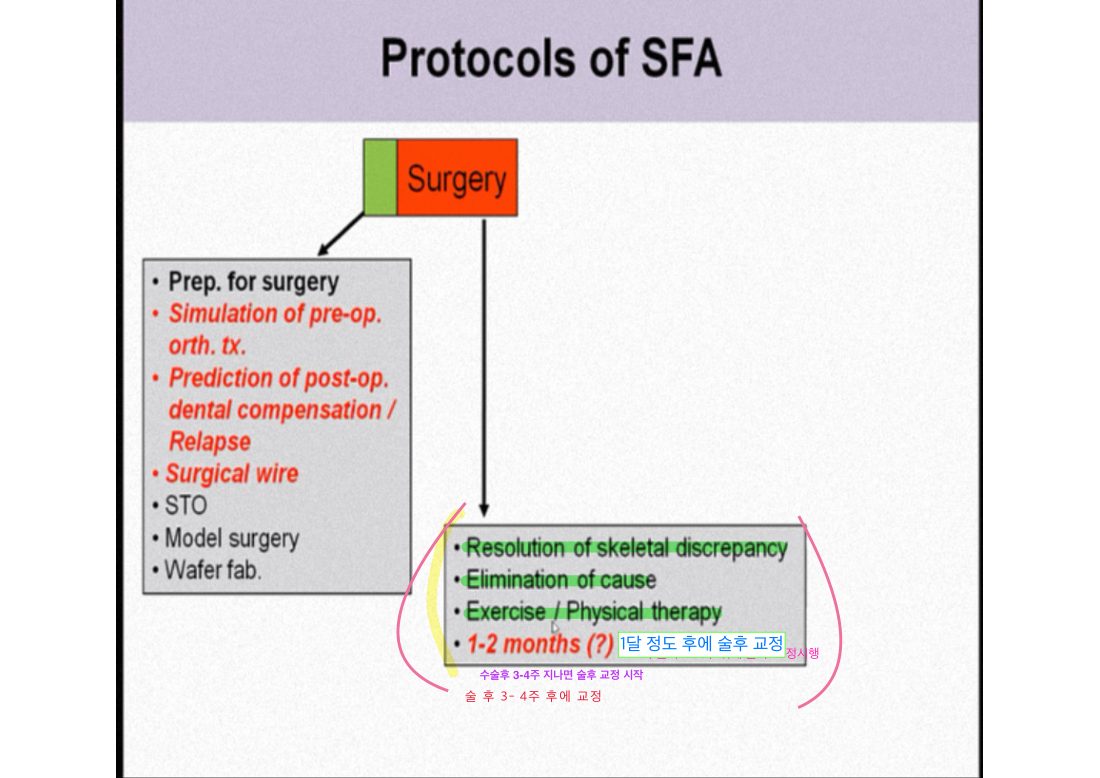 Protocols of SFA
Surgery
• Prep. for surgery
• Simulation of pre-op.
orth. tx.
• Prediction of post-op.
dental compensation /
Relapse
• Surgical wire
• STO
• Model surgery
• Wafer fab.
• Resolution of skeletal discrepancy
• Elimination of cause
• Exercise / Physical therapy
• 1-2 months (?) 1달 정도 후에 술후 교정
정시행
수술후 3-4주 지나면 술후 교정 시작
술 후 3- 4주 후에 교정